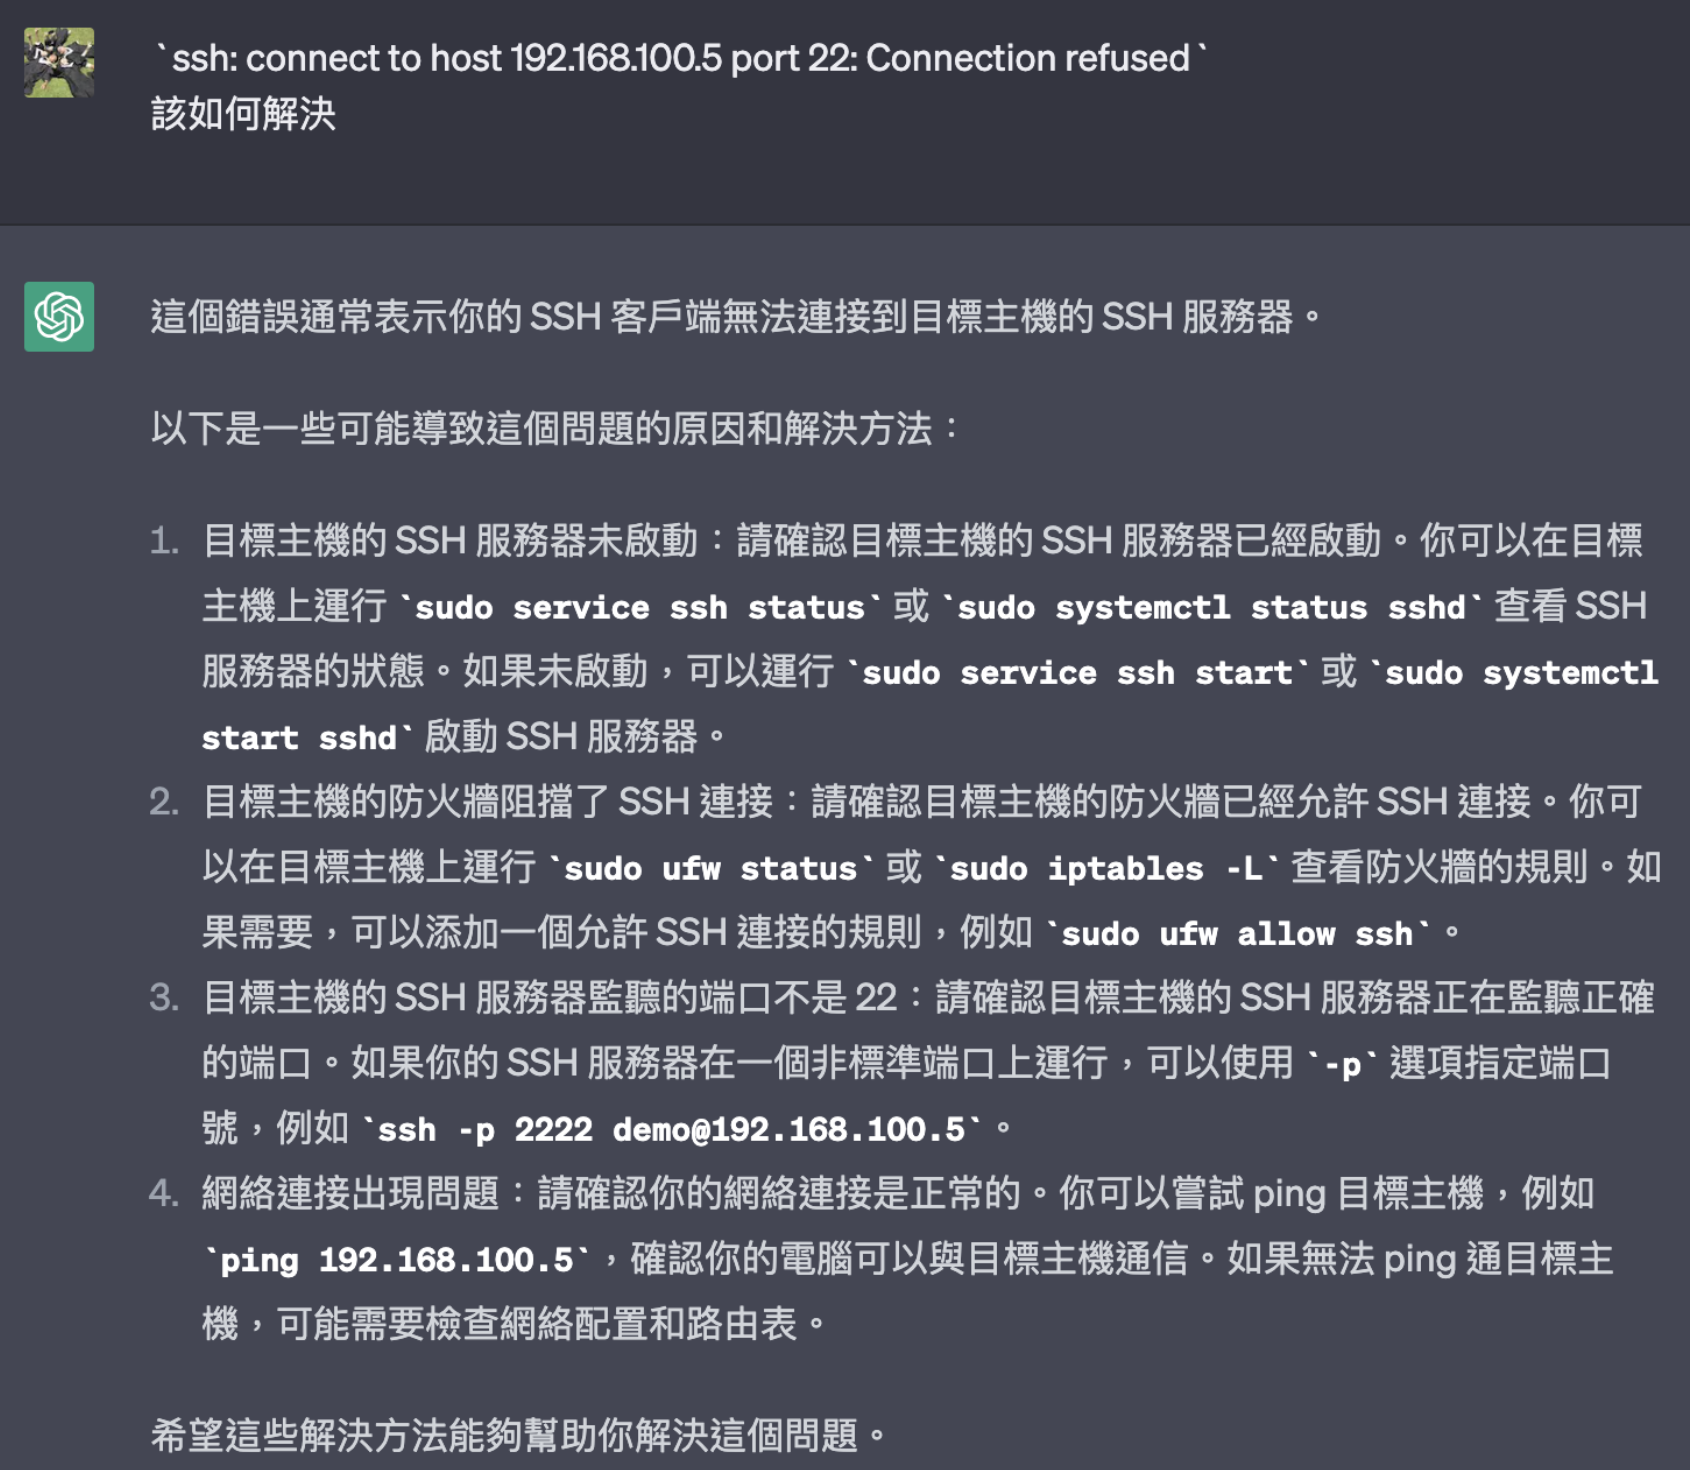 `ssh: connect to host 192.168.100.5 port 22: Connection refused`
該如何解決
這個錯誤通常表示你的 SSH 客戶端無法連接到目標主機的 SSH 服務器。
以下是一些可能導致這個問題的原因和解決方法：
1. 目標主機的 SSH 服務器未啟動：請確認目標主機的 SSH 服務器已經啟動。你可以在目標
主機上運行 `sudo service ssh status` 或 `sudo systemctl status sshd` 查看 SSH
服務器的狀態。如果未啟動，可以運行 `sudo service ssh start` 或 `sudo systemctl
start sshd` 啟動 SSH 服務器。
2. 目標主機的防火牆阻擋了 SSH 連接：請確認目標主機的防火牆已經允許 SSH 連接。你可
以在目標主機上運行 `sudo ufw status` 或 `sudo iptables -L` 查看防火牆的規則。如
果需要，可以添加一個允許 SSH 連接的規則，例如 `sudo ufw allow ssh`。
3. 目標主機的 SSH 服務器監聽的端口不是 22：請確認目標主機的 SSH 服務器正在監聽正確
的端口。如果你的 SSH 服務器在一個非標準端口上運行，可以使用 `-p` 選項指定端口
號，例如 `ssh -p 2222 demo@192.168.100.5`。
4. 網絡連接出現問題：請確認你的網絡連接是正常的。你可以嘗試 ping 目標主機，例如
`ping 192.168.100.5`，確認你的電腦可以與目標主機通信。如果無法 ping 通目標主
機，可能需要檢查網絡配置和路由表。
希望這些解決方法能夠幫助你解決這個問題。